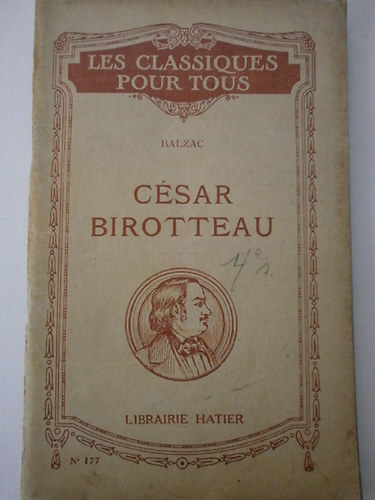 LES CLASSIQUES
POUR TOUS
BALZAC
CÉSAR
BIROTTEAU
LIBRAIRIE HATIER
N° 177